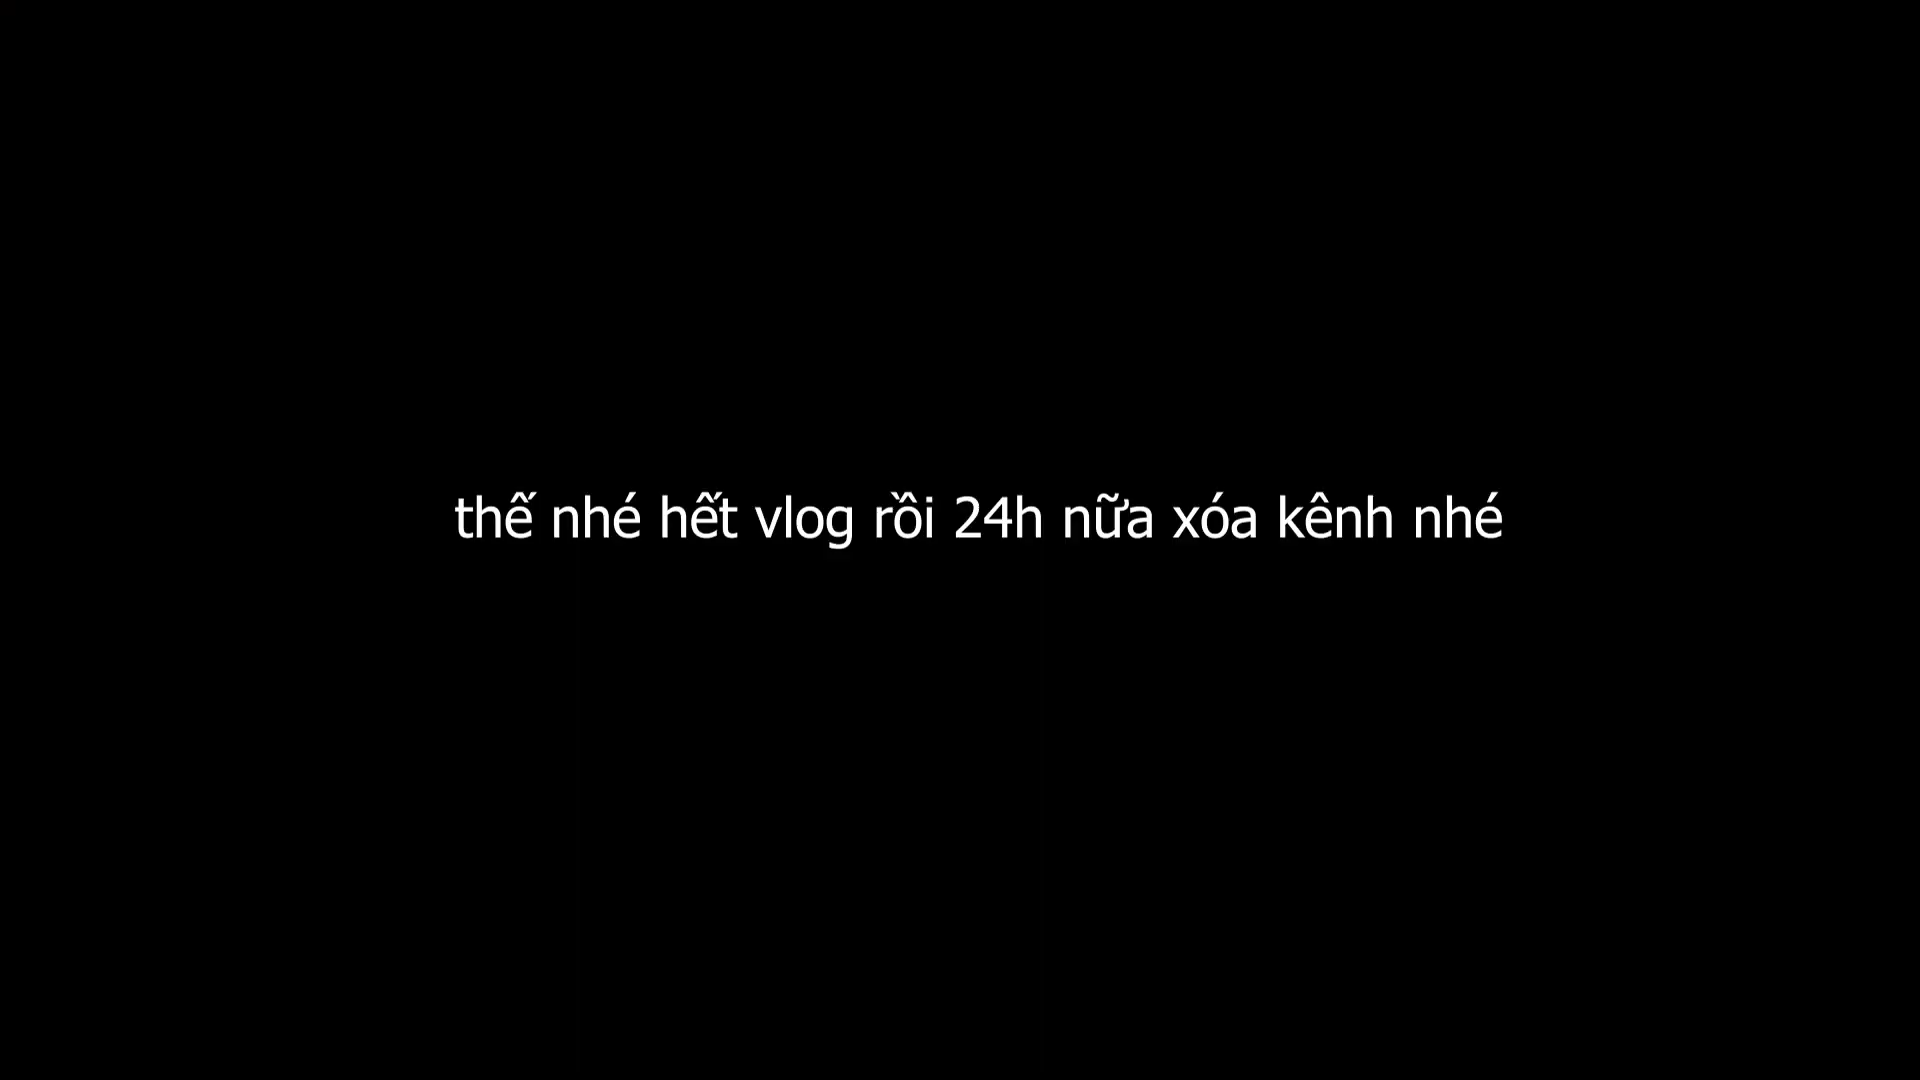 thế nhé hết vlog rồi 24h nữa xóa kênh nhé